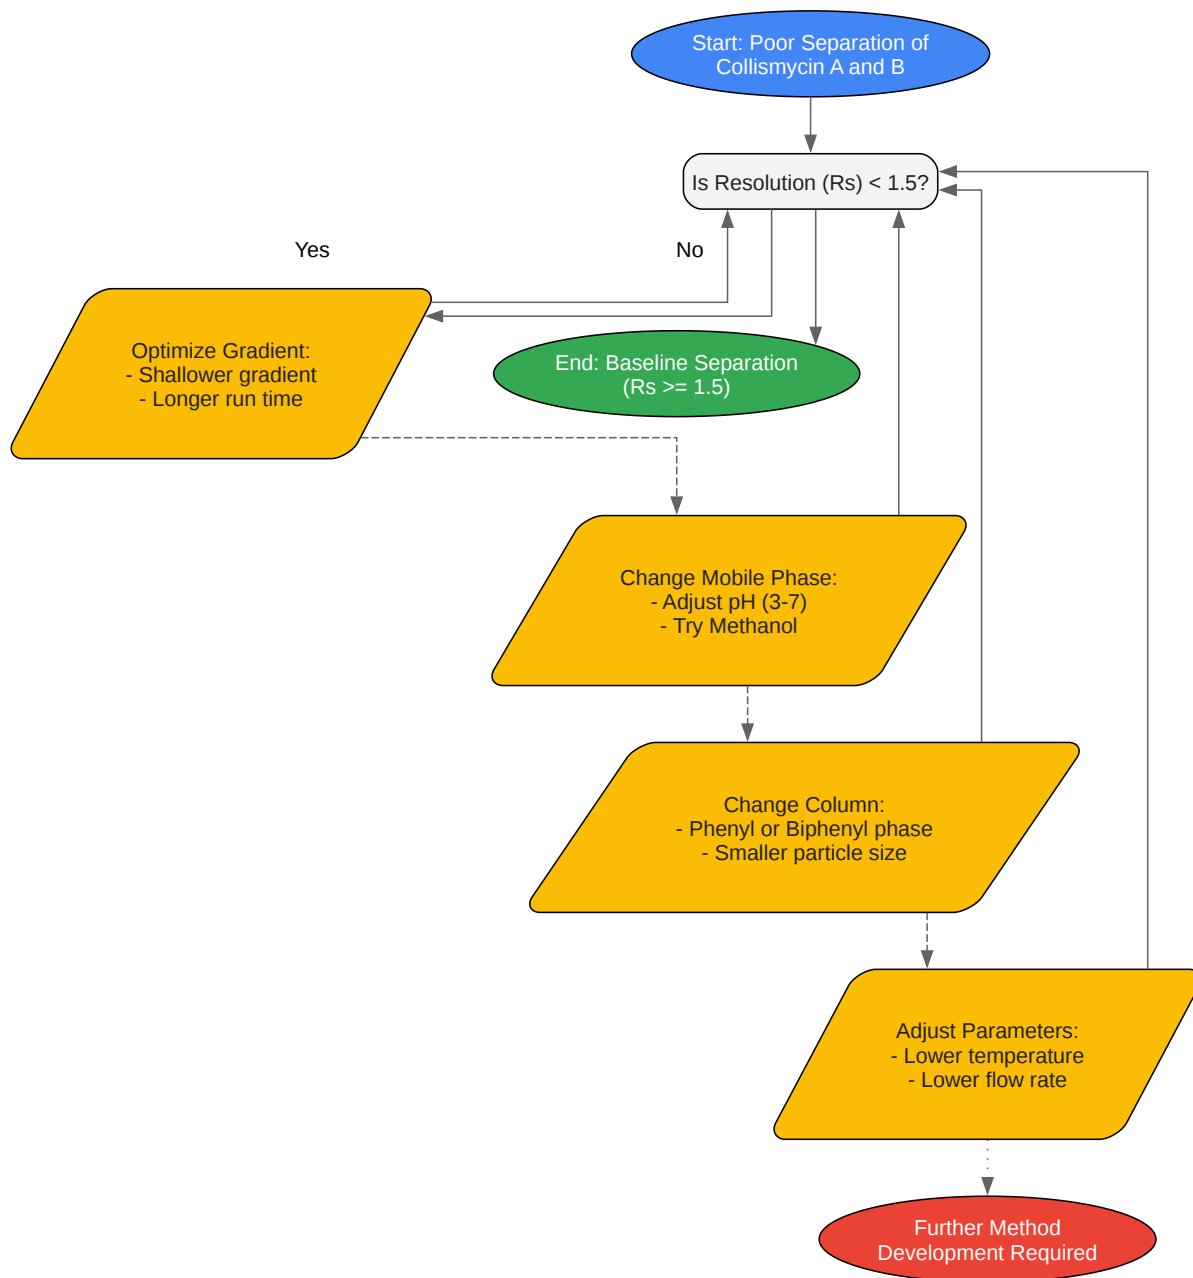 Start: Poor Separation of
Collismycin A and B
Is Resolution (Rs) < 1.5?
Yes
No
Optimize Gradient:
- Shallower gradient
- Longer run time
End: Baseline Separation
(Rs >= 1.5)
Change Mobile Phase:
- Adjust pH (3-7)
- Try Methanol
Change Column:
- Phenyl or Biphenyl phase
- Smaller particle size
Adjust Parameters:
- Lower temperature
- Lower flow rate
Further Method
Development Required